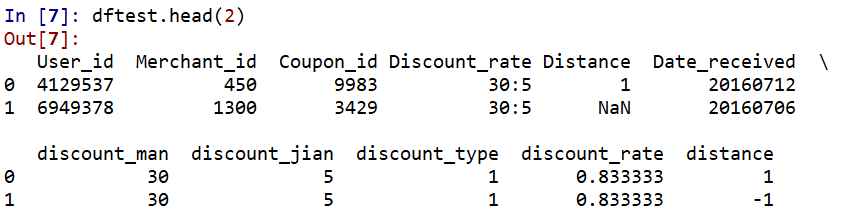 In [7]: dftest.head(2)
Out[7]:
User_id Merchant_id Coupon_id Discount_rate Distance Date_received \
0 4129537 450 9983 30:5 1 20160712
1 6949378 1300 3429 30:5 NaN 20160706
discount_man discount_jian discount_type discount_rate distance
0 30 5 1 0.833333 1
1 30 5 1 0.833333 -1